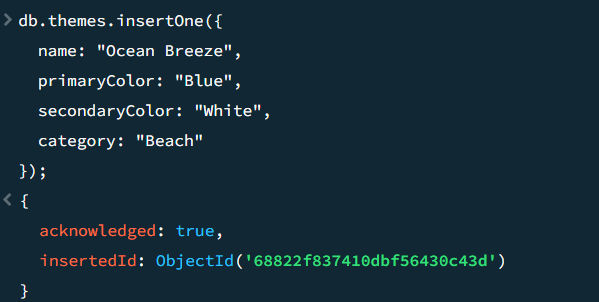 > db.themes.insertOne({
name: "Ocean Breeze",
primaryColor: "Blue",
secondaryColor: "White",
category: "Beach"
});
< {
acknowledged: true,
insertedId: ObjectId('68822f837410dbf56430c43d')
}